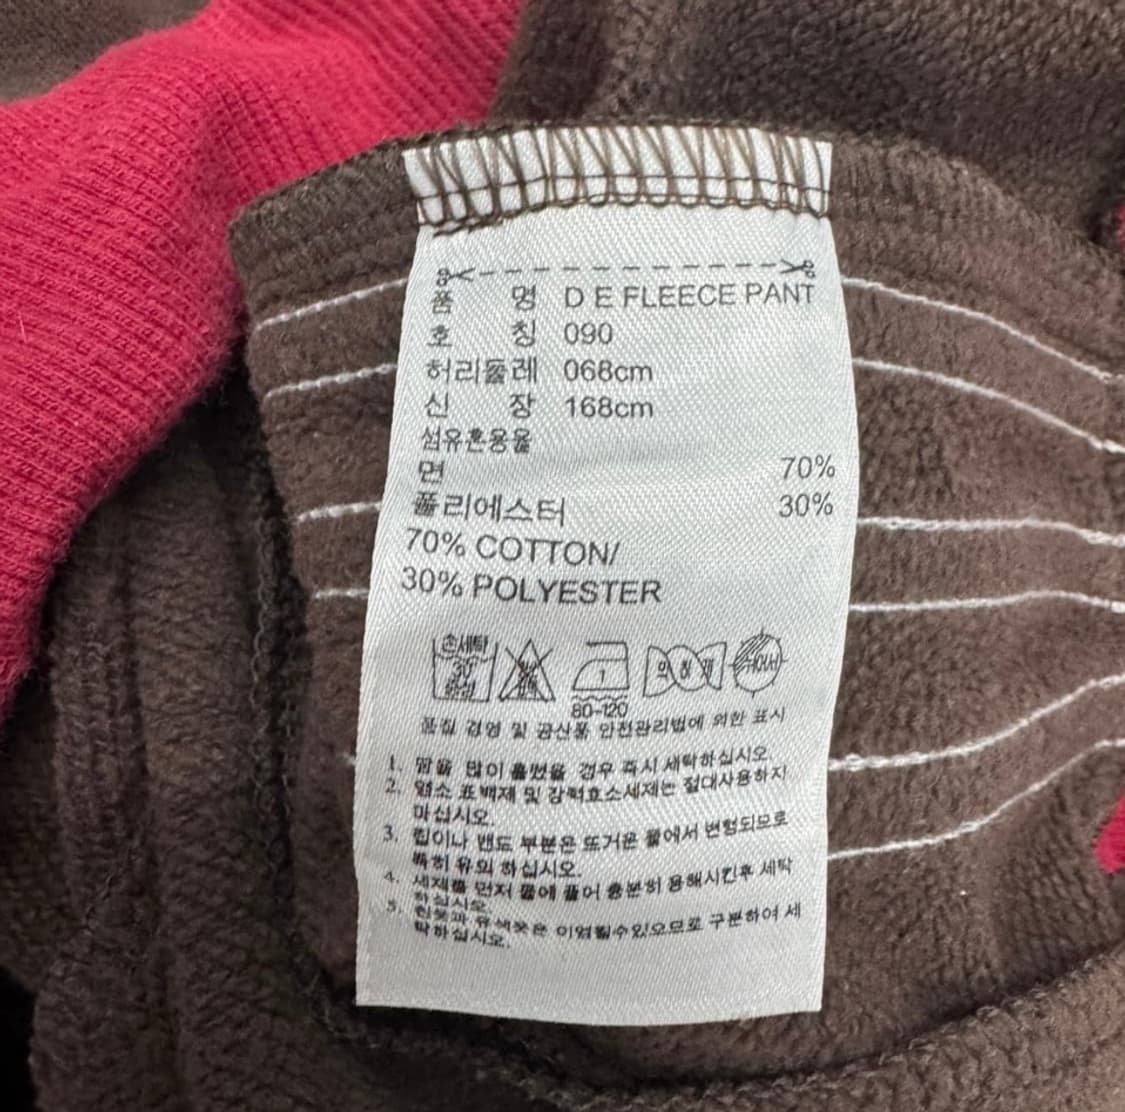 품 명 D E FLEECE PANT
호 칭 090
허리둘레 068cm
신 장 168cm
섬유혼용율
면 70%
폴리에스터 30%
70% COTTON/
30% POLYESTER
손세탁
30°
중성
80-120
품질 경영 및 공산품 안전관리법에 의한 표시
1. 땀을 많이 흘렸을 경우 즉시 세탁하십시오.
2. 염소 표백제 및 강력효소세제는 절대사용하지
마십시오.
3. 립이나 밴드 부분은 뜨거운 물에서 변형되므로
특히 유의 하십시오.
4. 세제를 먼저 물에 풀어 충분히 용해시킨후 세탁
하십시오.
5. 흰옷과 유색옷은 이염될수있으므로 구분하여 세
탁하십시오.